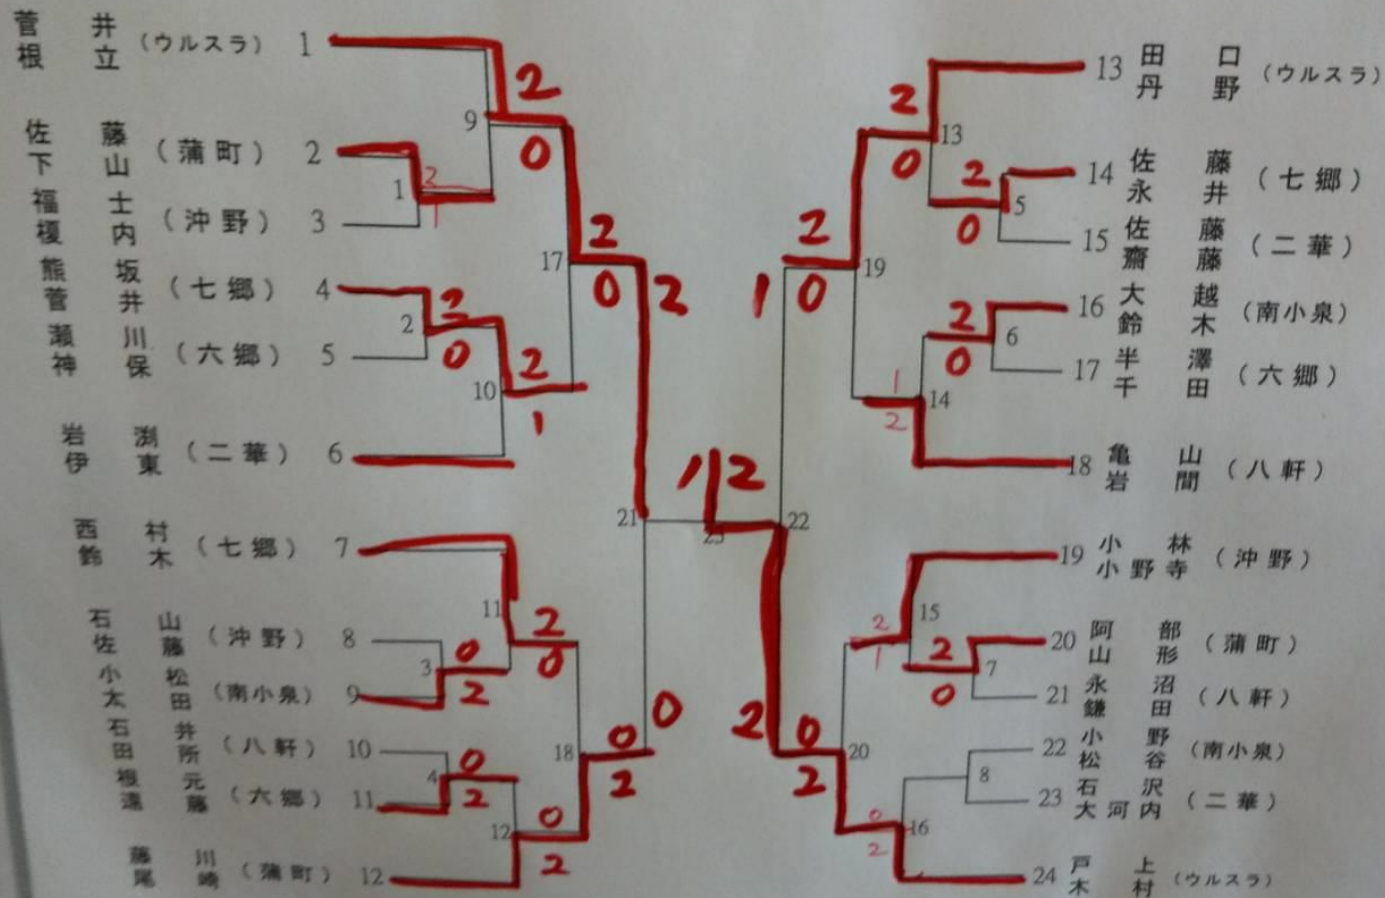 菅井
根立 (ウルスラ) 1
佐藤
下山 (蒲町) 2
福士
榎内 (沖野) 3
熊坂
菅井 (七郷) 4
瀬川
神保 (六郷) 5
岩渕
伊東 (二華) 6
西村
鈴木 (七郷) 7
石山
佐藤 (沖野) 8
小松
太田 (南小泉) 9
石井
田所 (八軒) 10
根元
遠藤 (六郷) 11
藤川
尾崎 (蒲町) 12
2
9
0
1
2
1
2
2
0
10
2
1
17
2
0
2
11
2
0
3
0
2
4
0
2
12
0
2
18
0
2
0
21
1 2
23
22
1
2
0
19
2
0
13
2
0
5
2
0
6
1
2
14
2
1
15
2
0
7
8
0
2
16
2
0
2
20
13 田口
丹野 (ウルスラ)
14 佐藤
永井 (七郷)
15 佐藤
齋藤 (二華)
16 大越
鈴木 (南小泉)
17 半澤
千田 (六郷)
18 亀山
岩間 (八軒)
19 小林
小野寺 (沖野)
20 阿部
山形 (蒲町)
21 永沼
鎌田 (八軒)
22 小野
松谷 (南小泉)
23 石沢
大河内 (二華)
24 戸上
木村 (ウルスラ)